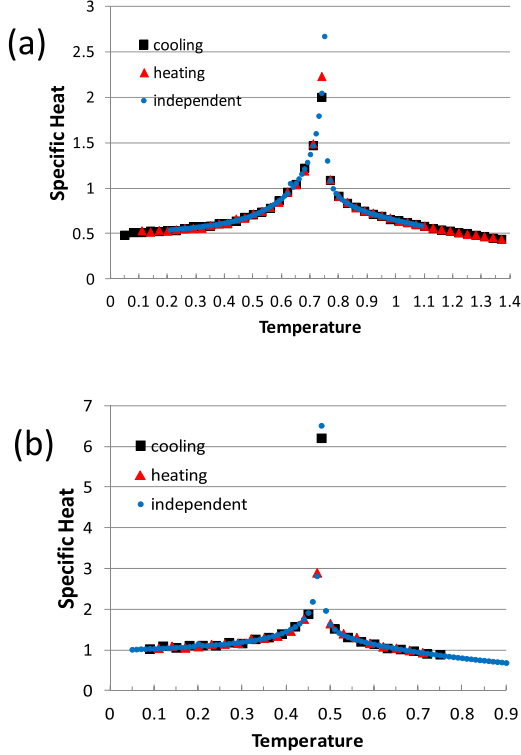 (a)
Specific Heat
3
2.5
2
1.5
1
0.5
0
cooling
heating
independent
0 0.1 0.2 0.3 0.4 0.5 0.6 0.7 0.8 0.9 1 1.1 1.2 1.3 1.4
Temperature
(b)
Specific Heat
7
6
5
4
3
2
1
0
cooling
heating
independent
0 0.1 0.2 0.3 0.4 0.5 0.6 0.7 0.8 0.9
Temperature